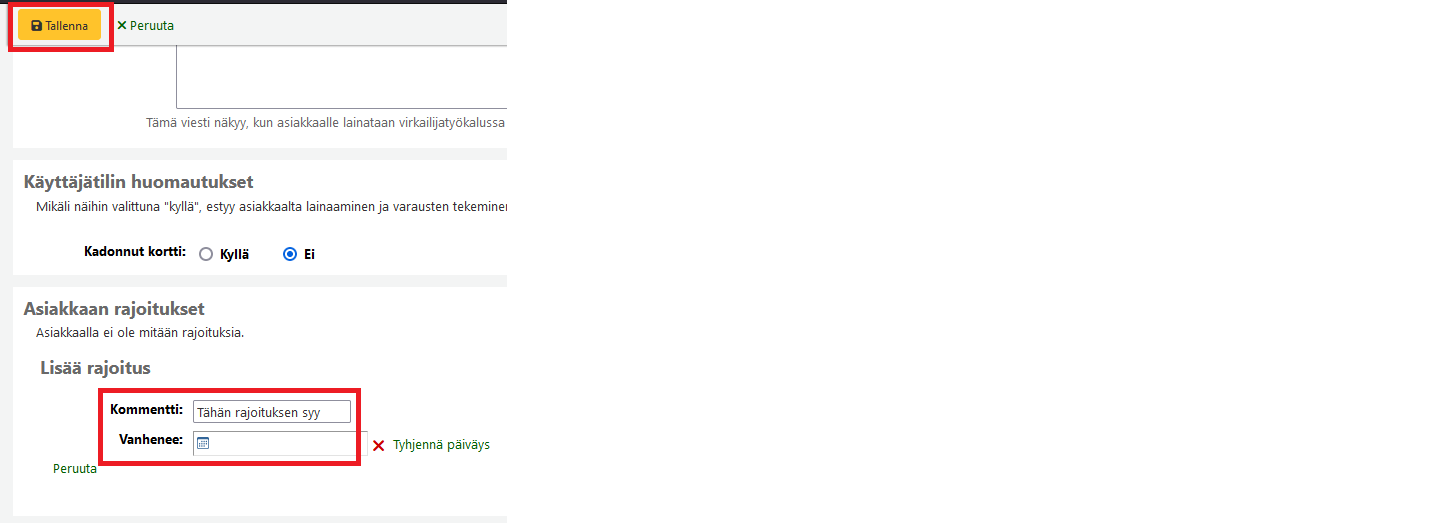 Tallenna Peruuta
Tämä viesti näkyy, kun asiakkaalle lainataan virkailijatyökalussa
Käyttäjätilin huomautukset
Mikäli näihin valittuna "kyllä", estyy asiakkaalta lainaaminen ja varausten tekeminen
Kadonnut kortti: Kyllä Ei
Asiakkaan rajoitukset
Asiakkaalla ei ole mitään rajoituksia.
Lisää rajoitus
Kommentti: Tähän rajoituksen syy
Vanhenee: Tyhjennä päiväys
Peruuta